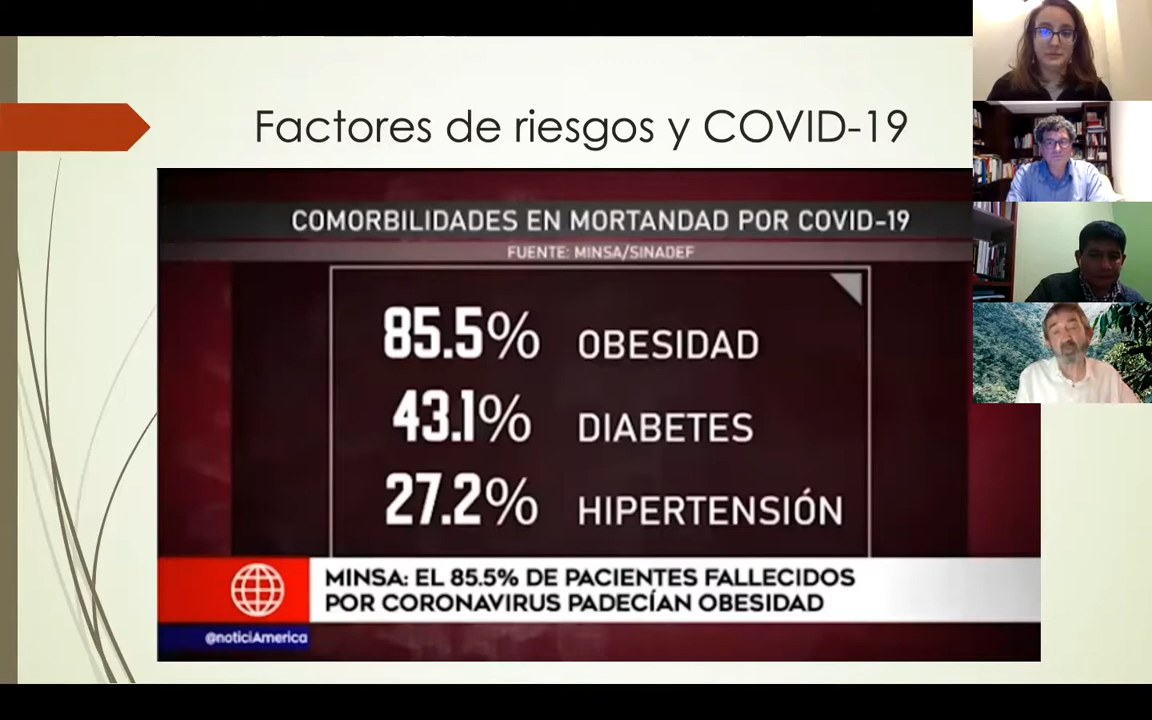 Factores de riesgos y COVID-19
COMORBILIDADES EN MORTANDAD POR COVID-19
FUENTE: MINSA/SINADEF
85.5% OBESIDAD
43.1% DIABETES
27.2% HIPERTENSIÓN
MINSA: EL 85.5% DE PACIENTES FALLECIDOS
POR CORONAVIRUS PADECÍAN OBESIDAD
@noticiAmerica